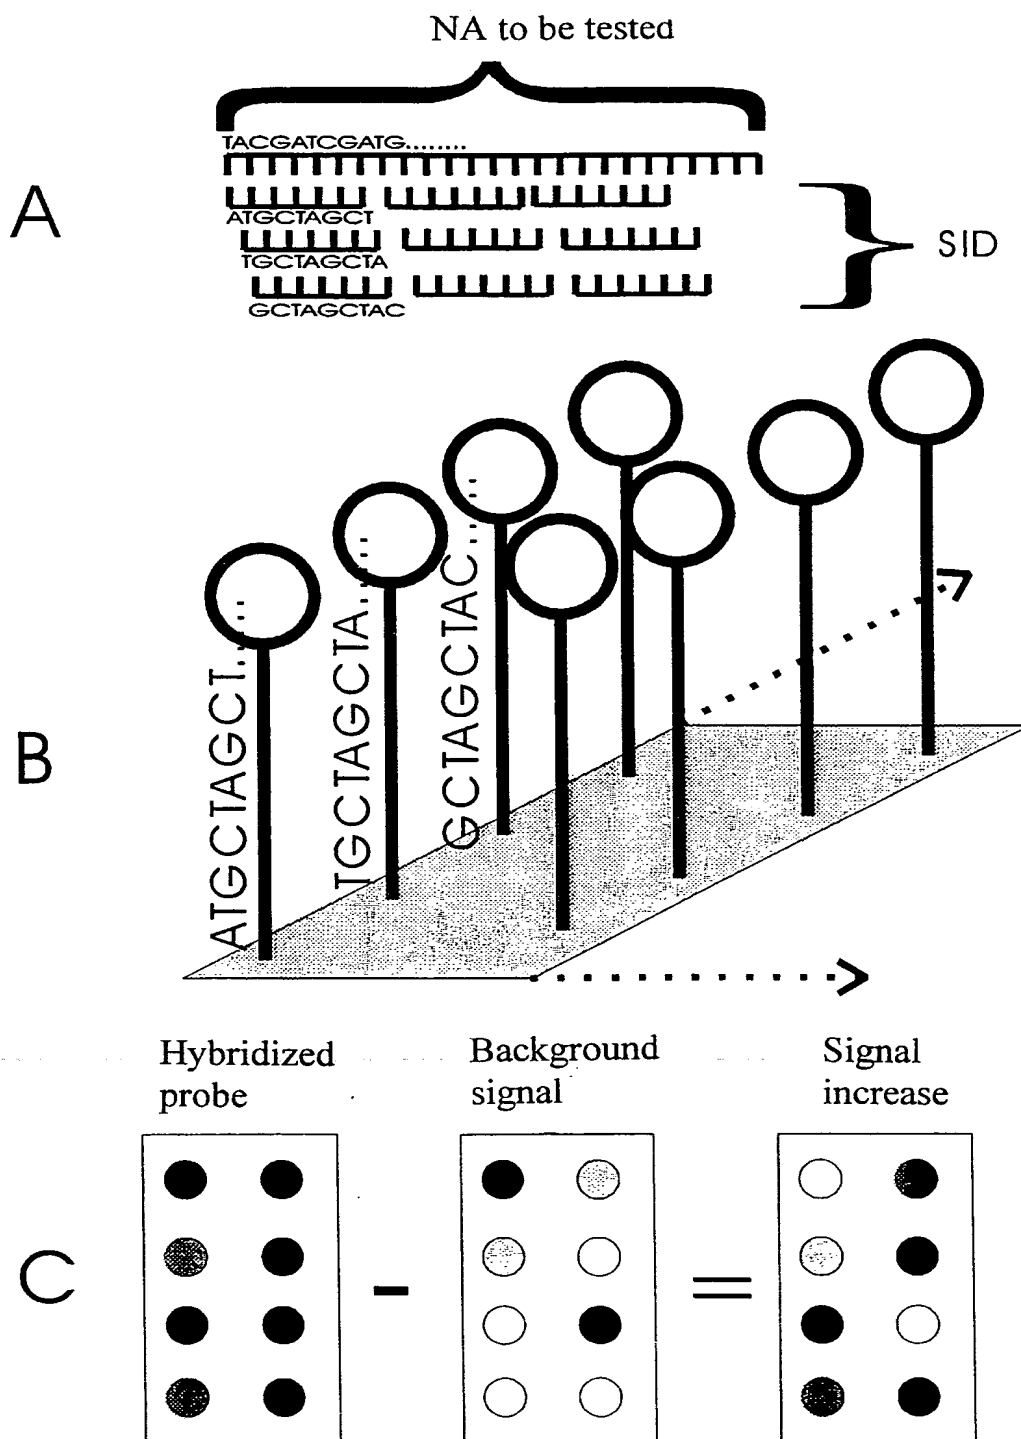 NA to be tested
TACGATCGATG........
A
ATGCTAGCT
TGCTAGCTA
SID
GCTAGCTAC
B
ATGCTAGCT.....
TGCTAGCTA.....
GCTAGCTAC.....
Hybridized
probe
Background
signal
Signal
increase
C
-
=